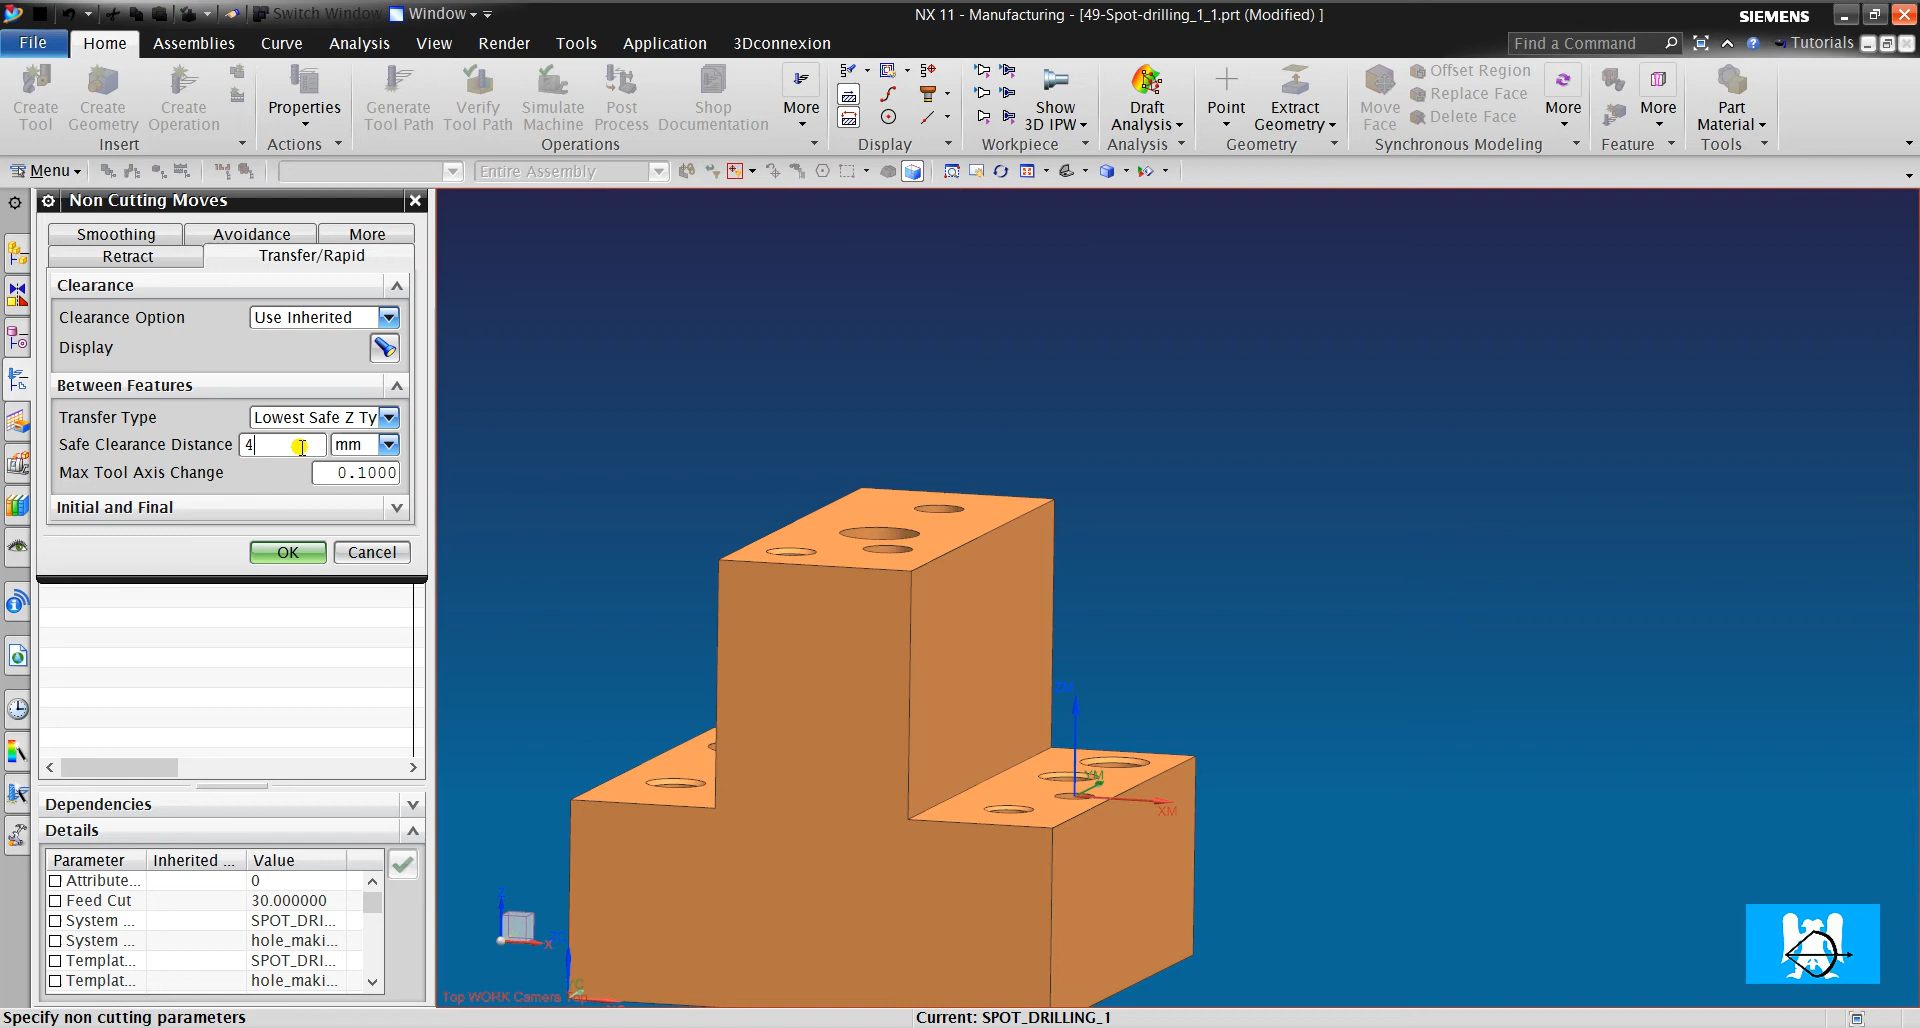 Switch Window
Window
NX 11 - Manufacturing - [49-Spot-drilling_1_1.prt (Modified) ]
SIEMENS
File
Home
Assemblies
Curve
Analysis
View
Render
Tools
Application
3Dconnexion
Find a Command
Tutorials
Create Tool
Create Geometry
Create Operation
Insert
Properties
Actions
Generate Tool Path
Verify Tool Path
Simulate Machine
Post Process
Shop Documentation
Operations
More
Display
Show 3D IPW
Workpiece
Draft Analysis
Analysis
Point
Extract Geometry
Geometry
Move Face
Offset Region
Replace Face
Delete Face
More
Synchronous Modeling
More
Feature
Part Material
Tools
Menu
Entire Assembly
Non Cutting Moves
Smoothing
Avoidance
More
Retract
Transfer/Rapid
Clearance
Clearance Option
Use Inherited
Display
Between Features
Transfer Type
Lowest Safe Z Ty
Safe Clearance Distance
4
mm
Max Tool Axis Change
0.1000
Initial and Final
OK
Cancel
Dependencies
Details
Parameter
Inherited ...
Value
Attribute...
0
Feed Cut
30.000000
System ...
SPOT_DRI...
System ...
hole_maki...
Templat...
SPOT_DRI...
Templat...
hole_maki...
ZM
YM
XM
Z
X
Top WORK Camera Top
Specify non cutting parameters
Current: SPOT_DRILLING_1